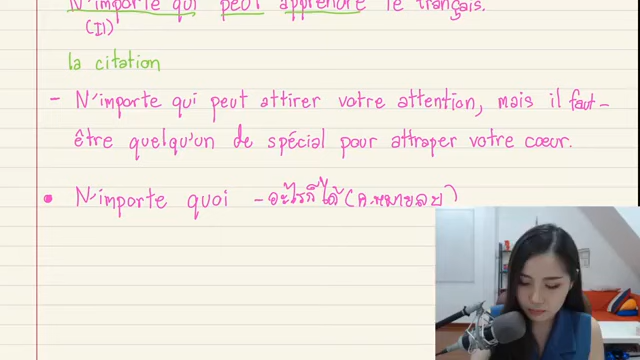 N'importe qui peut apprendre le français.
(Il)
la citation
- N'importe qui peut attirer votre attention, mais il faut-
être quelqu'un de spécial pour attraper votre cœur.
• N'importe quoi - อะไรก็ได้ (ค.หมายลบ)